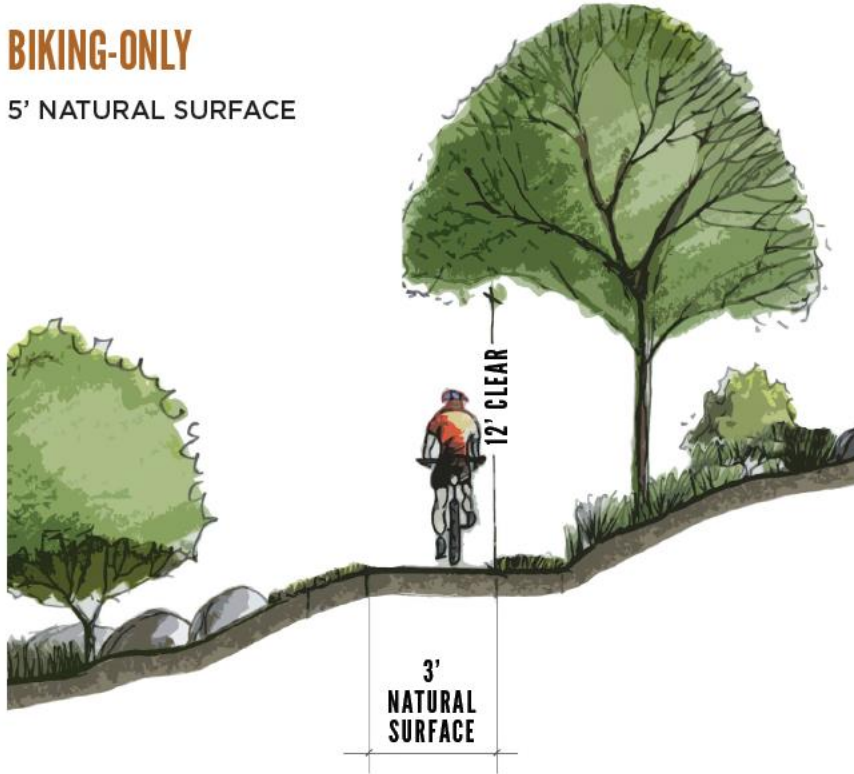 BIKING-ONLY
5’ NATURAL SURFACE
12’ CLEAR
3’
NATURAL
SURFACE